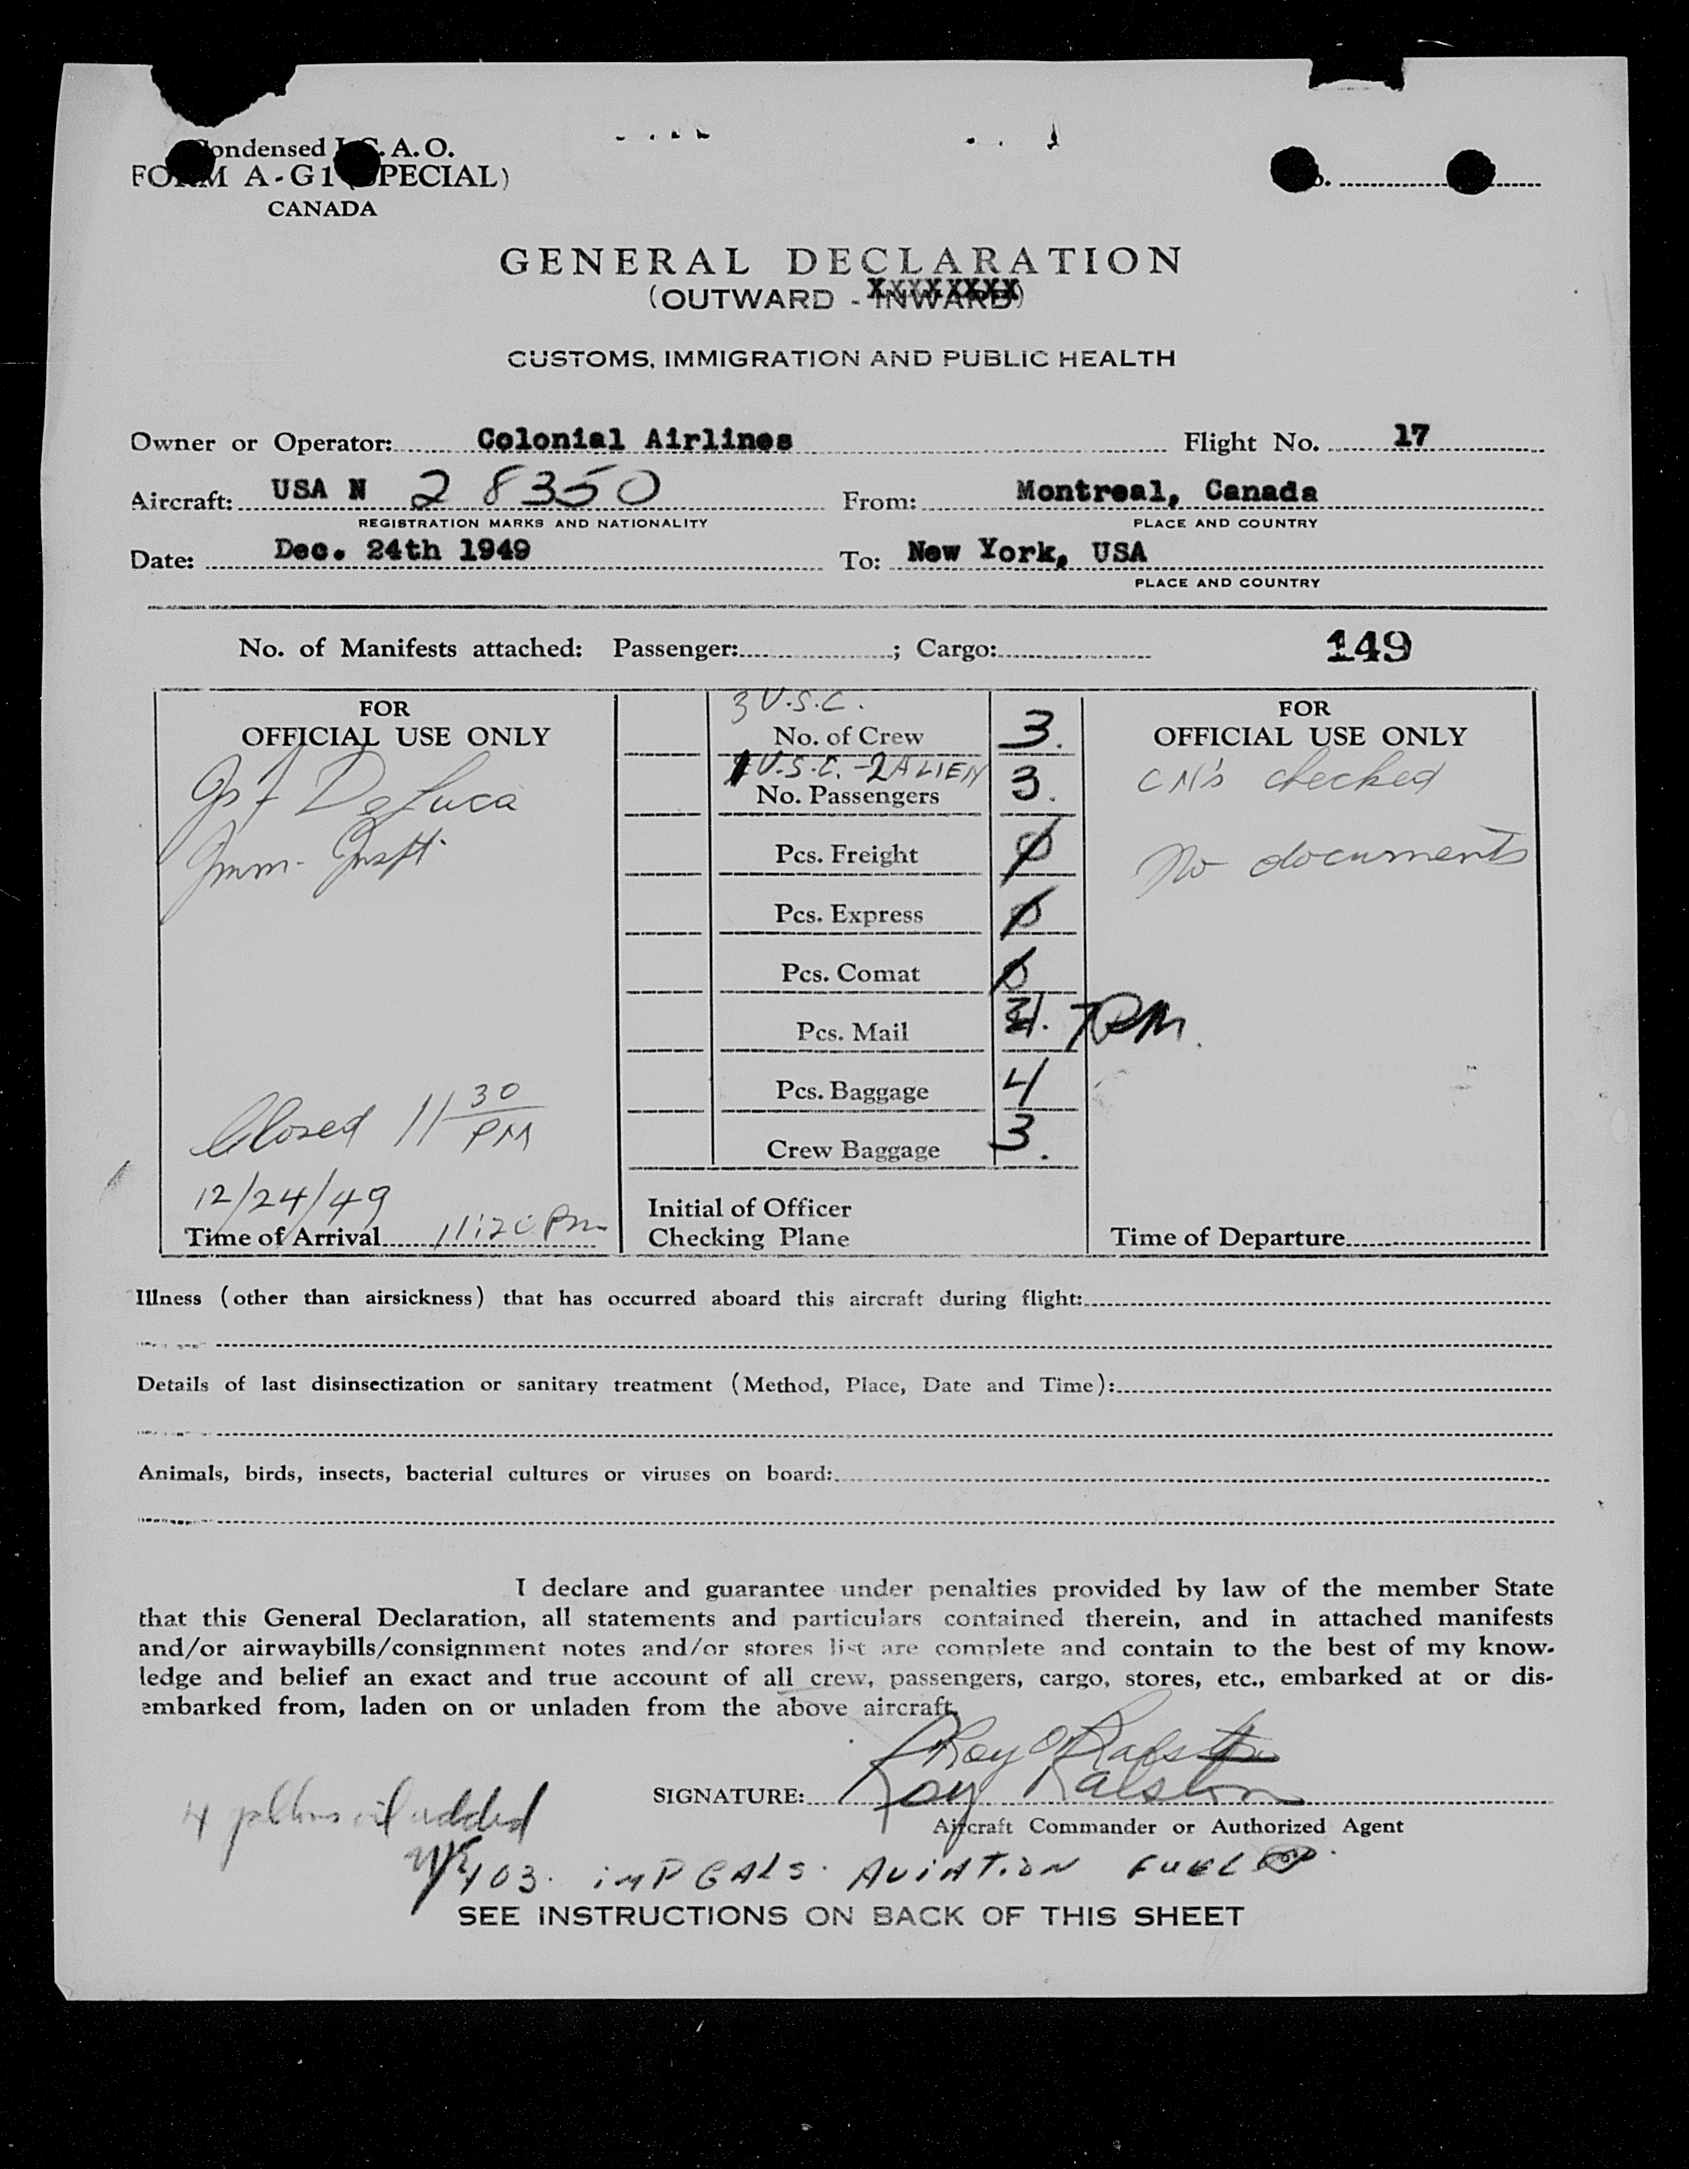 Condensed I.C.A.O.
FORM A-G1 (SPECIAL)
CANADA
No.
GENERAL DECLARATION
(OUTWARD - INWARD)
CUSTOMS, IMMIGRATION AND PUBLIC HEALTH
Owner or Operator: Colonial Airlines Flight No. 17
Aircraft: USA N 28350 From: Montreal, Canada
REGISTRATION MARKS AND NATIONALITY PLACE AND COUNTRY
Date: Dec. 24th 1949 To: New York, USA
PLACE AND COUNTRY
No. of Manifests attached: Passenger: ; Cargo: 149
FOR
OFFICIAL USE ONLY
DeLuca
Imm. Inspt.
Closed 11 30 PM
12/24/49
Time of Arrival 11:20 Pm
3 U.S.C.
No. of Crew 3.
1 U.S.C. - 2 ALIEN
No. Passengers 3.
Pcs. Freight 0
Pcs. Express 0
Pcs. Comat 0
Pcs. Mail
Pcs. Baggage 4
Crew Baggage 3.
Initial of Officer
Checking Plane
FOR
OFFICIAL USE ONLY
CM's checked
No documents
Time of Departure
Illness (other than airsickness) that has occurred aboard this aircraft during flight:
Details of last disinsectization or sanitary treatment (Method, Place, Date and Time):
Animals, birds, insects, bacterial cultures or viruses on board:
I declare and guarantee under penalties provided by law of the member State
that this General Declaration, all statements and particulars contained therein, and in attached manifests
and/or airwaybills/consignment notes and/or stores list are complete and contain to the best of my know-
ledge and belief an exact and true account of all crew, passengers, cargo, stores, etc., embarked at or dis-
embarked from, laden on or unladen from the above aircraft.
Roy O Ralston
SIGNATURE: Roy Ralston
Aircraft Commander or Authorized Agent
4 gallons oil added
403. IMP GALS. AVIATION FUEL
SEE INSTRUCTIONS ON BACK OF THIS SHEET